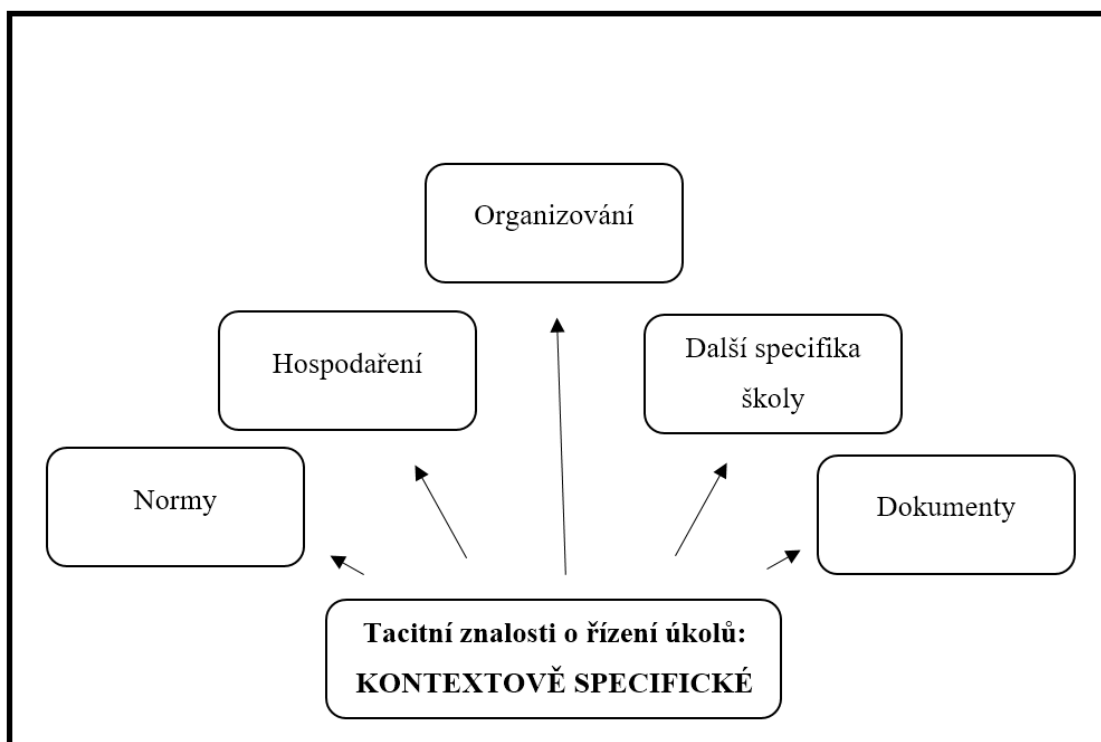 Organizování
Hospodaření
Další specifika
školy
Normy
Dokumenty
Tacitní znalosti o řízení úkolů:
KONTEXTOVĚ SPECIFICKÉ